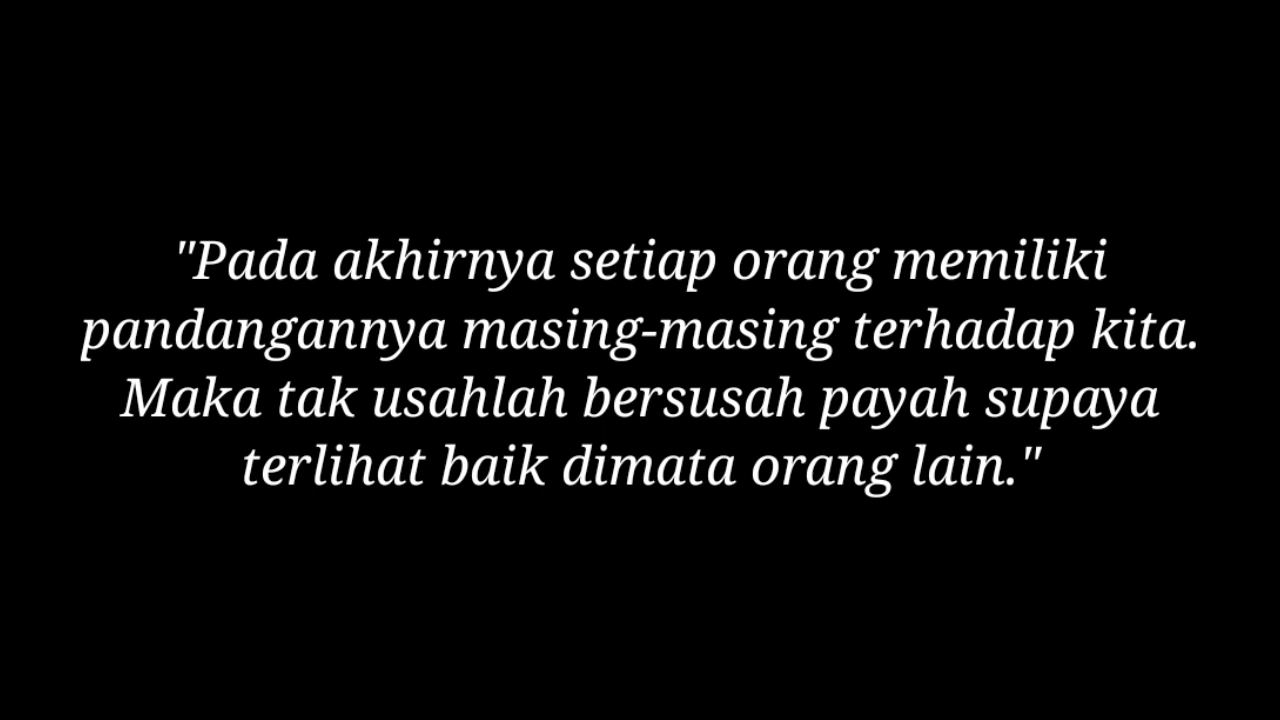 "Pada akhirnya setiap orang memiliki
pandangannya masing-masing terhadap kita.
Maka tak usahlah bersusah payah supaya
terlihat baik dimata orang lain."